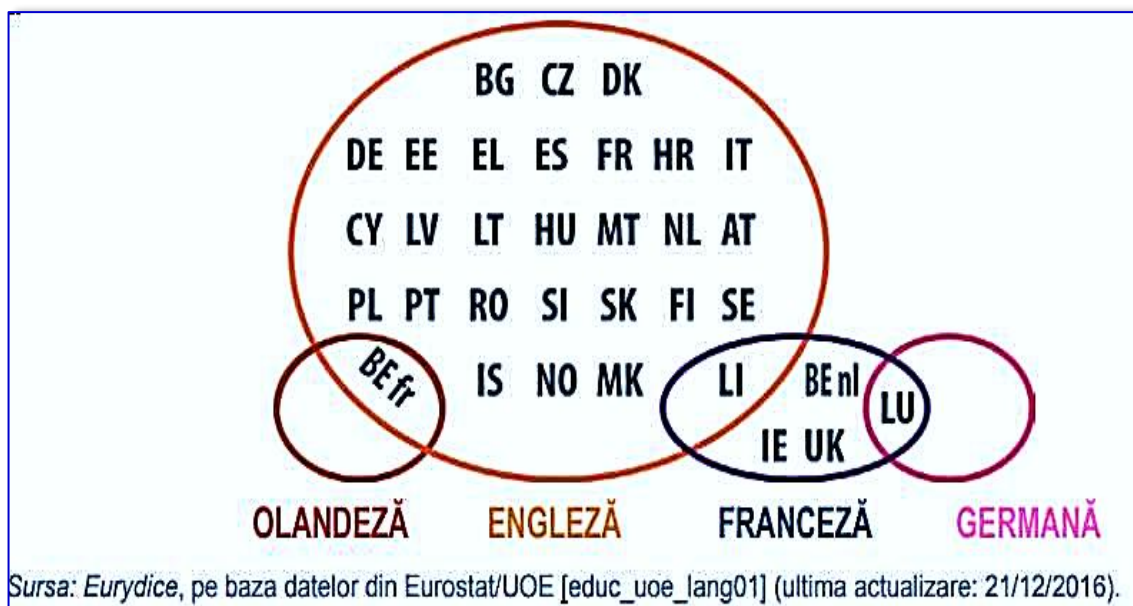 BG CZ DK
DE EE EL ES FR HR IT
CY LV LT HU MT NL AT
PL PT RO SI SK FI SE
BE fr IS NO MK LI BE nl LU
IE UK
OLANDEZĂ ENGLEZĂ FRANCEZĂ GERMANĂ
Sursa: Eurydice, pe baza datelor din Eurostat/UOE [educ_uoe_lang01] (ultima actualizare: 21/12/2016).